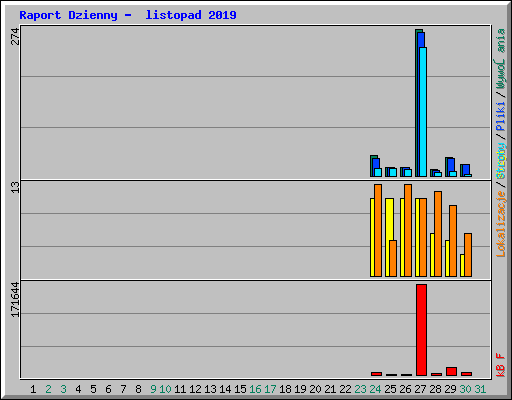 Raport Dzienny - listopad 2019
274
13
171644
Lokalizacje / Strony / Pliki /
kB F
1 2 3 4 5 6 7 8 9 10 11 12 13 14 15 16 17 18 19 20 21 22 23 24 25 26 27 28 29 30 31